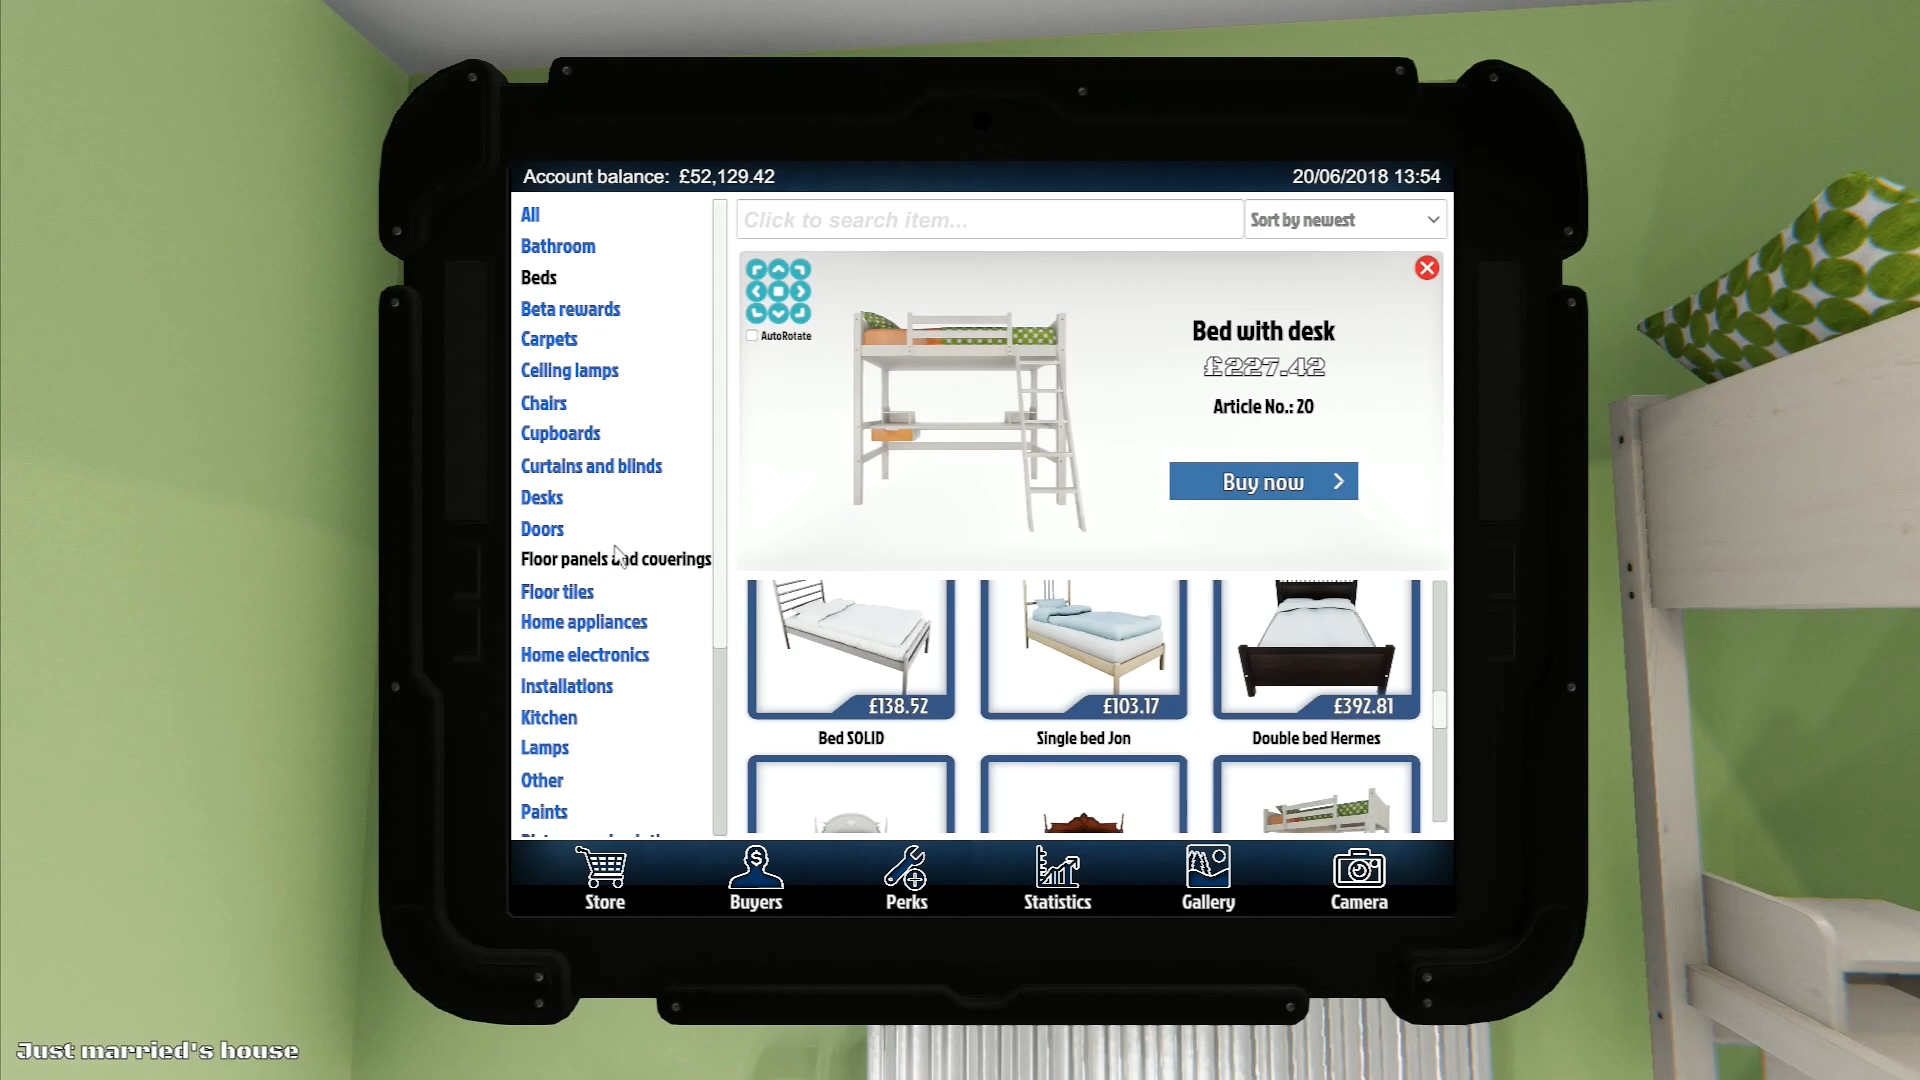 Account balance: £52,129.42
20/06/2018 13:54
All
Bathroom
Beds
Beta rewards
Carpets
Ceiling lamps
Chairs
Cupboards
Curtains and blinds
Desks
Doors
Floor panels and coverings
Floor tiles
Home appliances
Home electronics
Installations
Kitchen
Lamps
Other
Paints
Click to search item...
Sort by newest
AutoRotate
Bed with desk
£227.42
Article No.: 20
Buy now
£138.52
£103.17
£392.81
Bed SOLID
Single bed Jon
Double bed Hermes
Store
Buyers
Perks
Statistics
Gallery
Camera
Just married's house